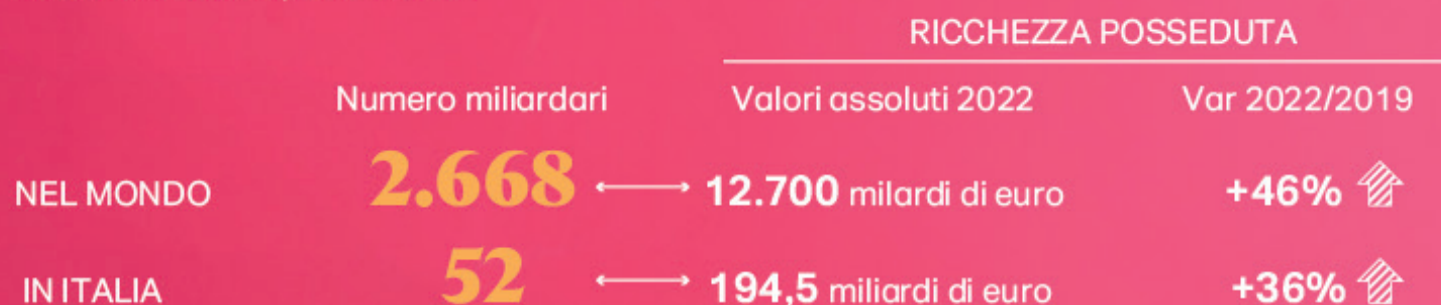 RICCHEZZA POSSEDUTA
Numero miliardari Valori assoluti 2022 Var 2022/2019
NEL MONDO 2.668 12.700 milardi di euro +46%
IN ITALIA 52 194,5 miliardi di euro +36%